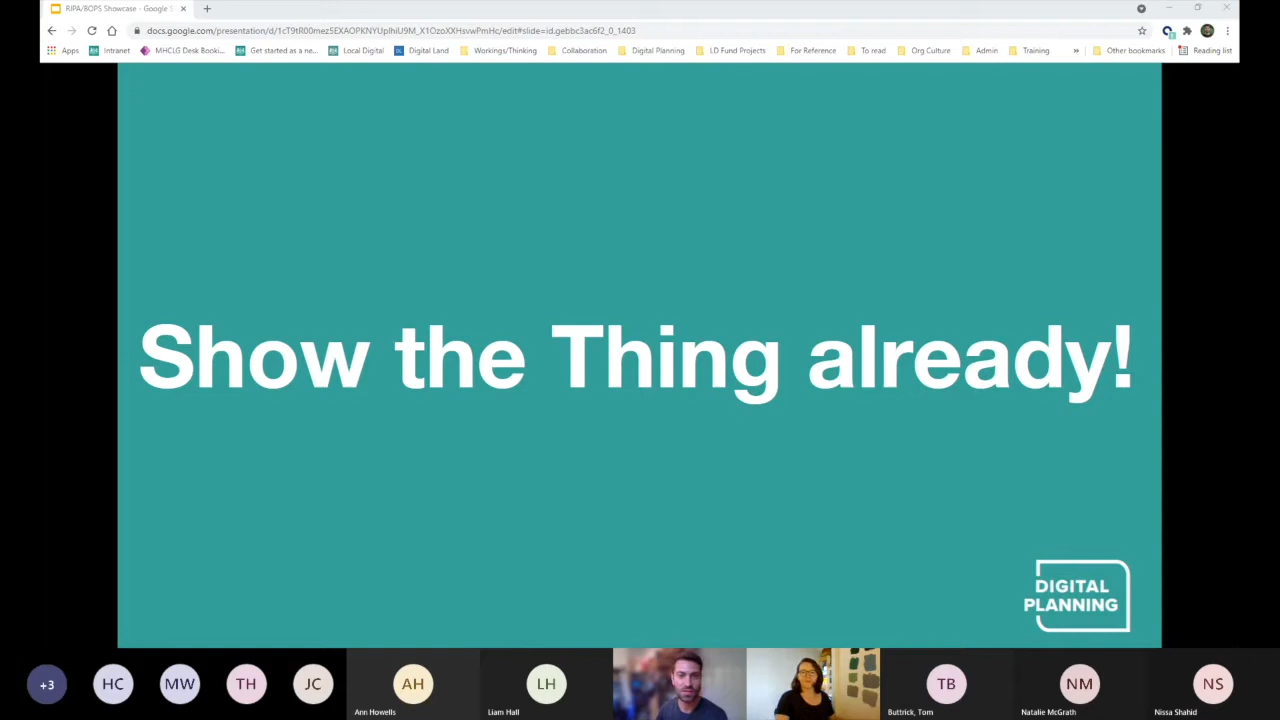 RIPA/BOPS Showcase - Google S
docs.google.com/presentation/d/1cT9tR00mez5EXAOPKNYUplhiU9M_X1OzoXXHsvwPmHc/edit#slide=id.gebbc3ac6f2_0_1403
Apps Intranet MHCLG Desk Booki... Get started as a ne... Local Digital Digital Land Workings/Thinking Collaboration Digital Planning LD Fund Projects For Reference To read Org Culture Admin Training » Other bookmarks Reading list
Show the Thing already!
DIGITAL
PLANNING
+3 HC MW TH JC AH LH TB NM NS
Ann Howells Liam Hall Buttrick, Tom Natalie McGrath Nissa Shahid